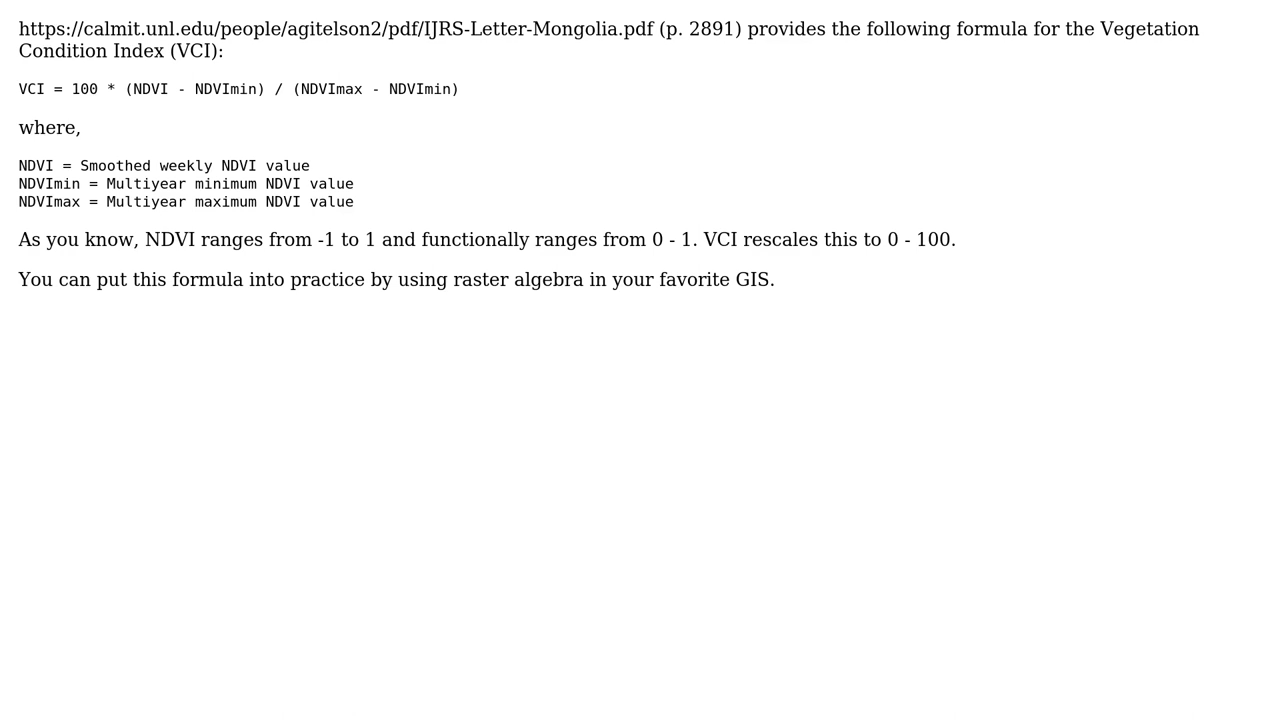 https://calmit.unl.edu/people/agitelson2/pdf/IJRS-Letter-Mongolia.pdf (p. 2891) provides the following formula for the Vegetation
Condition Index (VCI):
VCI = 100 * (NDVI - NDVImin) / (NDVImax - NDVImin)
where,
NDVI = Smoothed weekly NDVI value
NDVImin = Multiyear minimum NDVI value
NDVImax = Multiyear maximum NDVI value
As you know, NDVI ranges from -1 to 1 and functionally ranges from 0 - 1. VCI rescales this to 0 - 100.
You can put this formula into practice by using raster algebra in your favorite GIS.